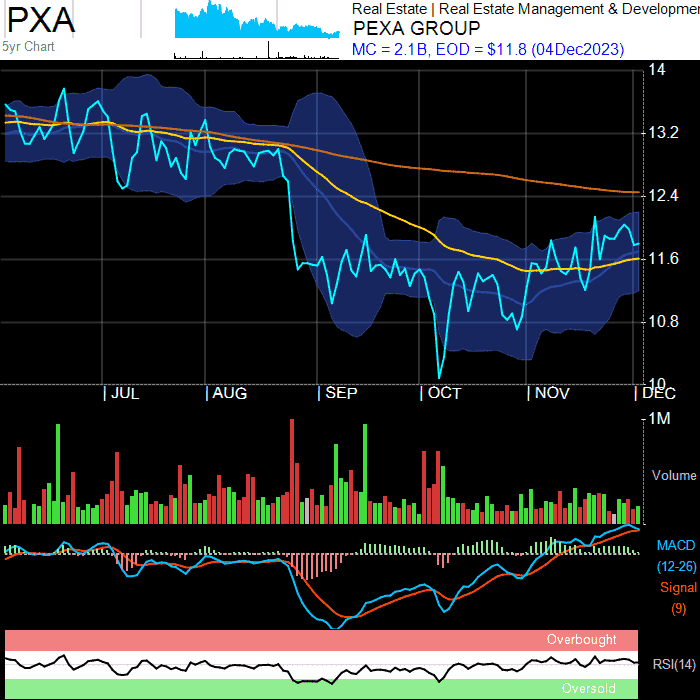 PXA
5yr Chart
Real Estate | Real Estate Management & Developmen
PEXA GROUP
MC = 2.1B, EOD = $11.8 (04Dec2023)
14
13.2
12.4
11.6
10.8
10
| JUL | AUG | SEP | OCT | NOV | DEC
1M
Volume
MACD
(12-26)
Signal
(9)
Overbought
RSI(14)
Oversold